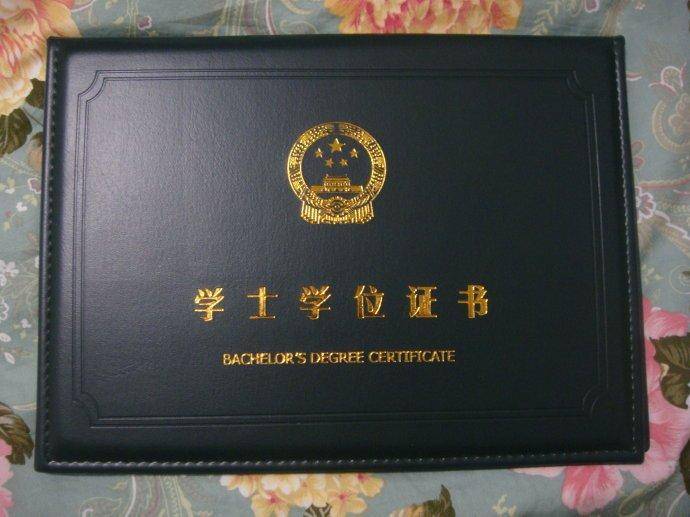 学士学位证书
BACHELOR'S DEGREE CERTIFICATE